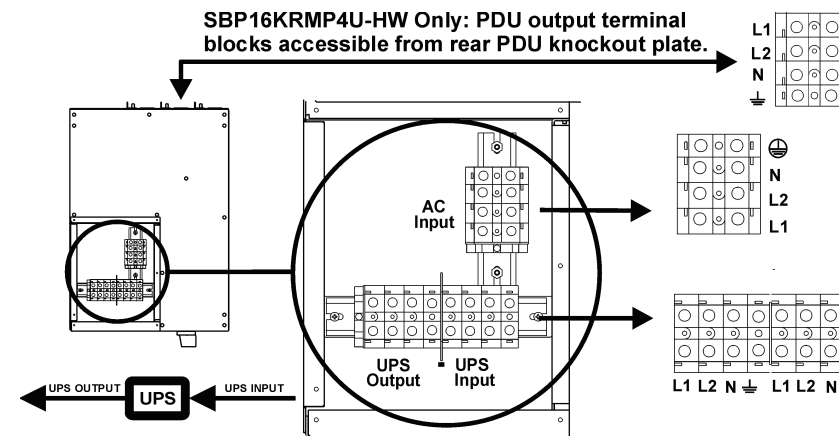 SBP16KRMP4U-HW Only: PDU output terminal
blocks accessible from rear PDU knockout plate.
L1
L2
N
N
L2
L1
AC
Input
UPS
Output
UPS
Input
L1 L2 N L1 L2 N
UPS OUTPUT
UPS
UPS INPUT